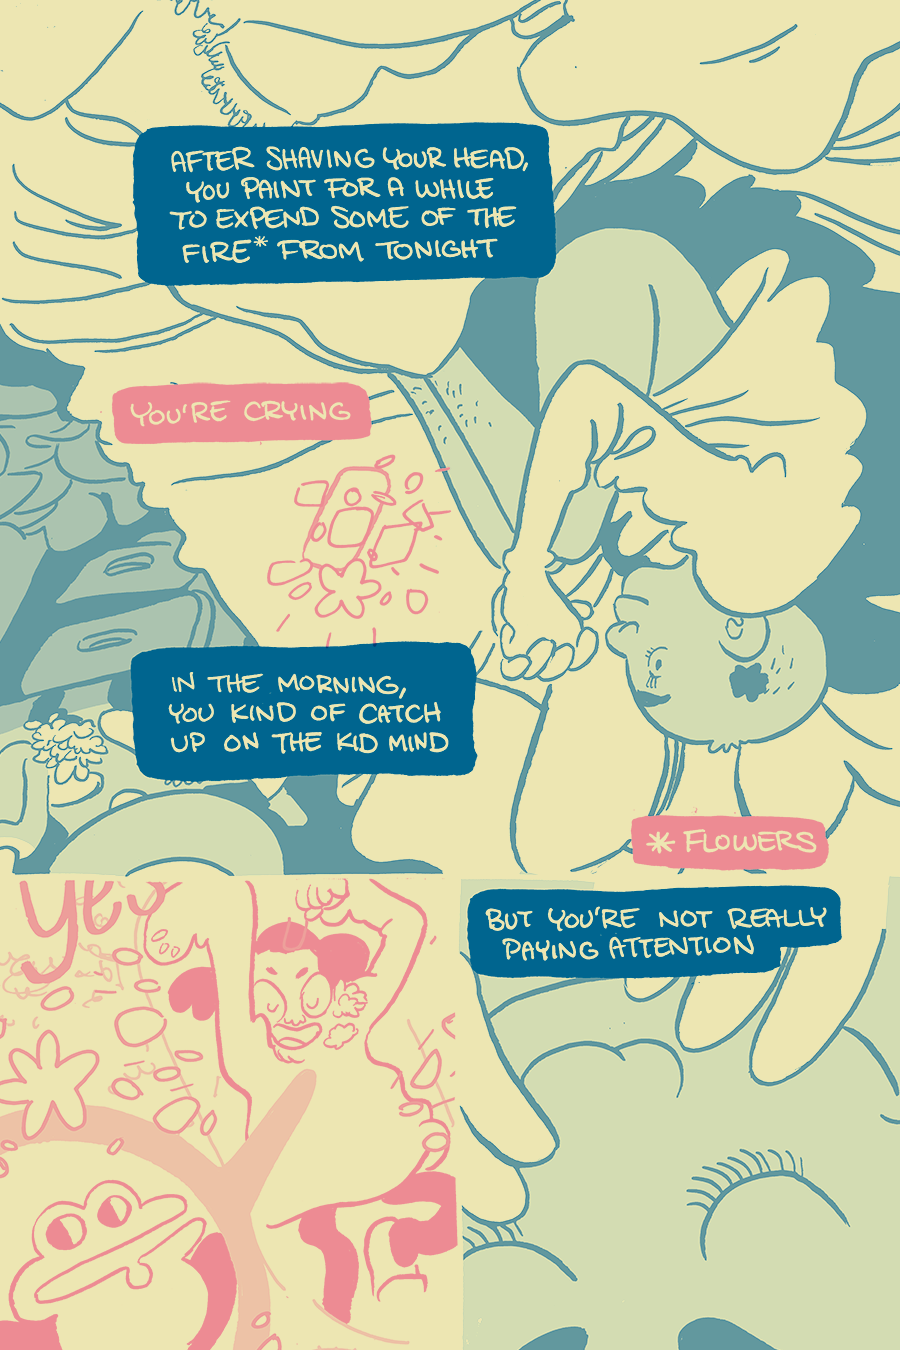 AFTER SHAVING YOUR HEAD,
YOU PAINT FOR A WHILE
TO EXPEND SOME OF THE
FIRE* FROM TONIGHT
YOU'RE CRYING
IN THE MORNING,
YOU KIND OF CATCH
UP ON THE KID MIND
* FLOWERS
yes
BUT YOU'RE NOT REALLY
PAYING ATTENTION